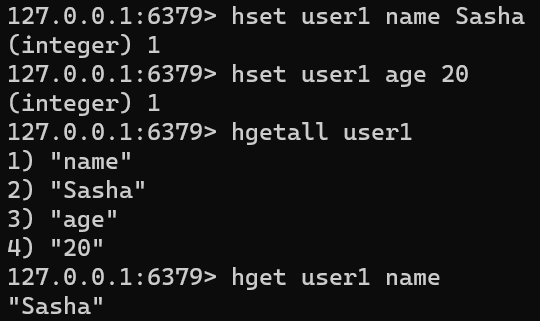 127.0.0.1:6379> hset user1 name Sasha
(integer) 1
127.0.0.1:6379> hset user1 age 20
(integer) 1
127.0.0.1:6379> hgetall user1
1) "name"
2) "Sasha"
3) "age"
4) "20"
127.0.0.1:6379> hget user1 name
"Sasha"